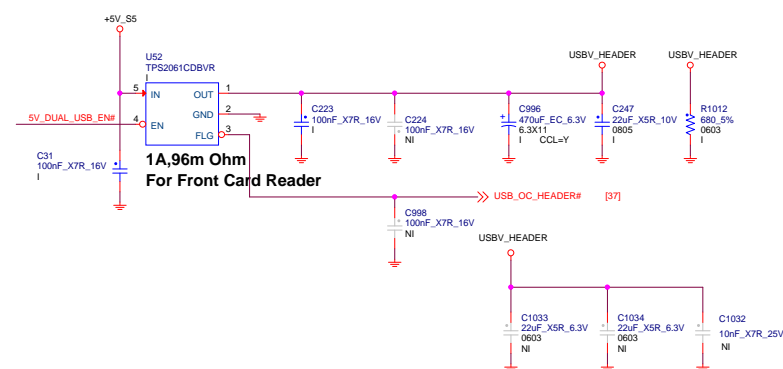 +5V_S5
U52
TPS2061CDBVR
I
5 IN OUT 1
GND 2
5V_DUAL_USB_EN# 4 EN
FLG 3
1A,96m Ohm
For Front Card Reader
C31
100nF_X7R_16V
I
C223
100nF_X7R_16V
I
C224
100nF_X7R_16V
NI
USBV_HEADER
C996
470uF_EC_6.3V
6.3X11
I CCL=Y
C247
22uF_X5R_10V
0805
I
USBV_HEADER
R1012
680_5%
0603
I
USB_OC_HEADER# [37]
C998
100nF_X7R_16V
NI
USBV_HEADER
C1033
22uF_X5R_6.3V
0603
NI
C1034
22uF_X5R_6.3V
0603
NI
C1032
10nF_X7R_25V
NI